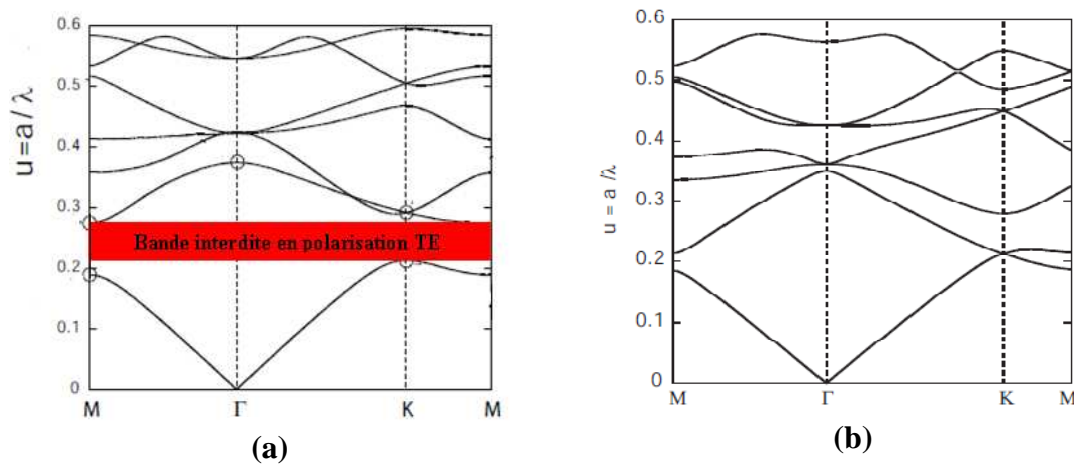 u = a / λ
0.6
0.5
0.4
0.3
0.2
0.1
0
Bande interdite en polarisation TE
M Γ K M
(a)
u = a /λ
0.6
0.5
0.4
0.3
0.2
0.1
0
M Γ K M
(b)